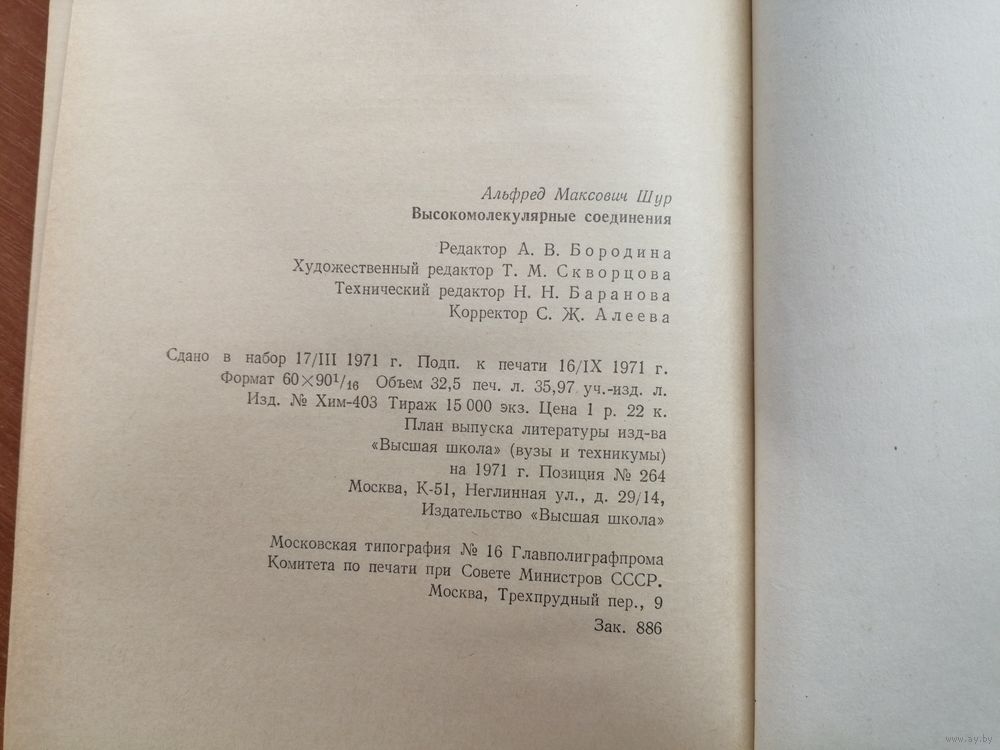 Альфред Максович Шур
Высокомолекулярные соединения
Редактор А. В. Бородина
Художественный редактор Т. М. Скворцова
Технический редактор Н. Н. Баранова
Корректор С. Ж. Алеева
Сдано в набор 17/III 1971 г. Подп. к печати 16/IX 1971 г.
Формат 60×90¹/₁₆ Объем 32,5 печ. л. 35,97 уч.-изд. л.
Изд. № Хим-403 Тираж 15 000 экз. Цена 1 р. 22 к.
План выпуска литературы изд-ва
«Высшая школа» (вузы и техникумы)
на 1971 г. Позиция № 264
Москва, К-51, Неглинная ул., д. 29/14,
Издательство «Высшая школа»
Московская типография № 16 Главполиграфпрома
Комитета по печати при Совете Министров СССР.
Москва, Трехпрудный пер., 9
Зак. 886
www.ay.by